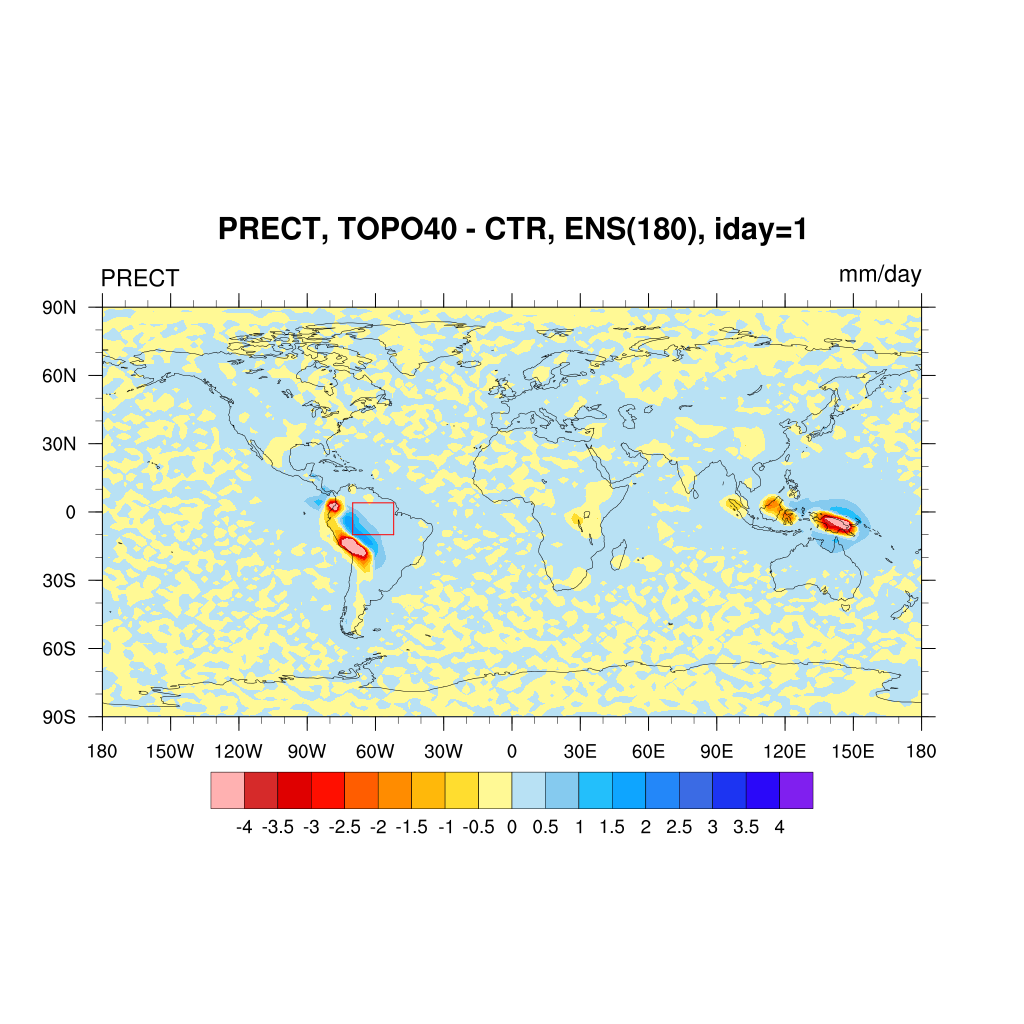 PRECT, TOPO40 - CTR, ENS(180), iday=1
PRECT mm/day
90N
60N
30N
0
30S
60S
90S
180 150W 120W 90W 60W 30W 0 30E 60E 90E 120E 150E 180
-4 -3.5 -3 -2.5 -2 -1.5 -1 -0.5 0 0.5 1 1.5 2 2.5 3 3.5 4